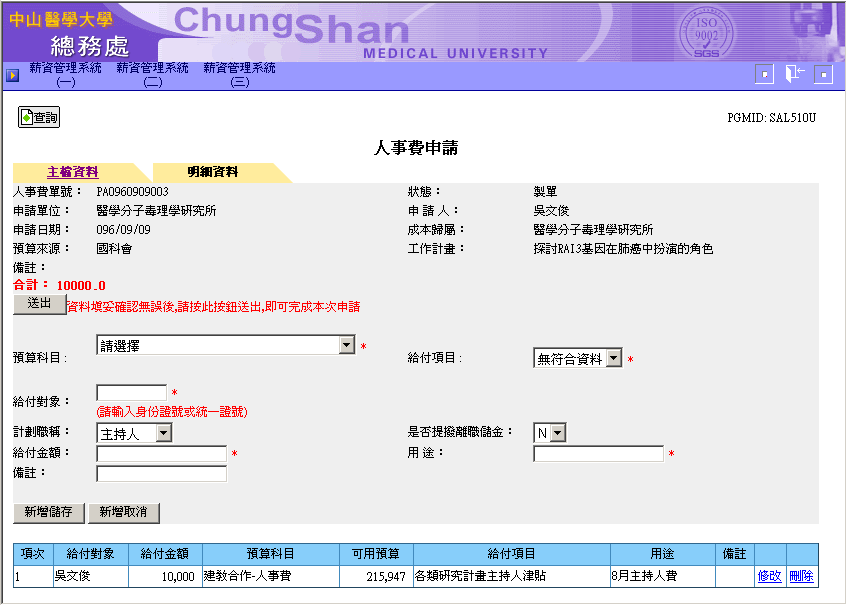 中山醫學大學
ChungShan
總務處
MEDICAL UNIVERSITY
ISO
9002
SGS
薪資管理系統(一) 薪資管理系統(二) 薪資管理系統(三)
查詢
PGMID: SAL510U
人事費申請
主檔資料 明細資料
人事費單號： PA0960909003 狀態： 製單
申請單位： 醫學分子毒理學研究所 申 請 人： 吳文俊
申請日期： 096/09/09 成本歸屬： 醫學分子毒理學研究所
預算來源： 國科會 工作計畫： 探討RAI3基因在肺癌中扮演的角色
備註：
合計： 10000.0
送出 資料填妥確認無誤後,請按此按鈕送出,即可完成本次申請
預算科目: 請選擇 * 給付項目: 無符合資料 *
給付對象： *
(請輸入身份證號或統一證號)
計劃職稱： 主持人 是否提撥離職儲金： N
給付金額： * 用 途： *
備註：
新增儲存 新增取消
項次 給付對象 給付金額 預算科目 可用預算 給付項目 用途 備註
1 吳文俊 10,000 建教合作-人事費 215,947 各類研究計畫主持人津貼 8月主持人費 修改 刪除